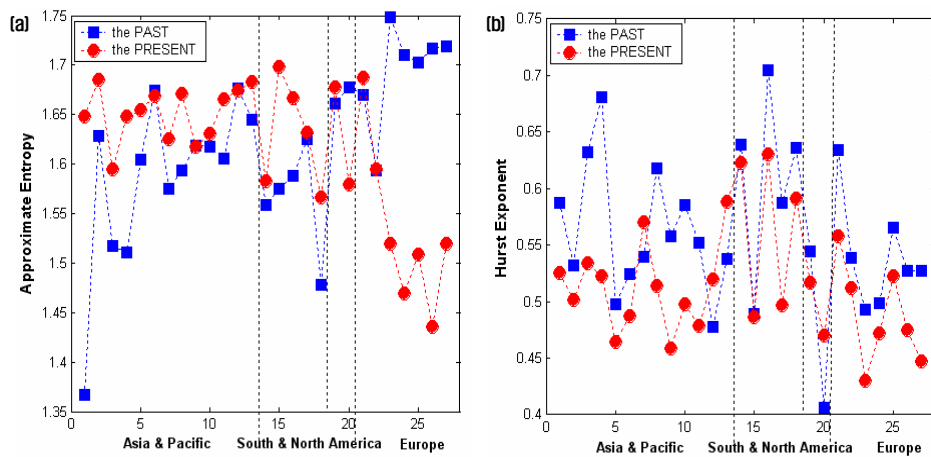 (a)
the PAST
the PRESENT
Approximate Entropy
1.75
1.7
1.65
1.6
1.55
1.5
1.45
1.4
1.35
0 5 10 15 20 25
Asia & Pacific South & North America Europe
(b)
the PAST
the PRESENT
Hurst Exponent
0.75
0.7
0.65
0.6
0.55
0.5
0.45
0.4
0 5 10 15 20 25
Asia & Pacific South & North America Europe